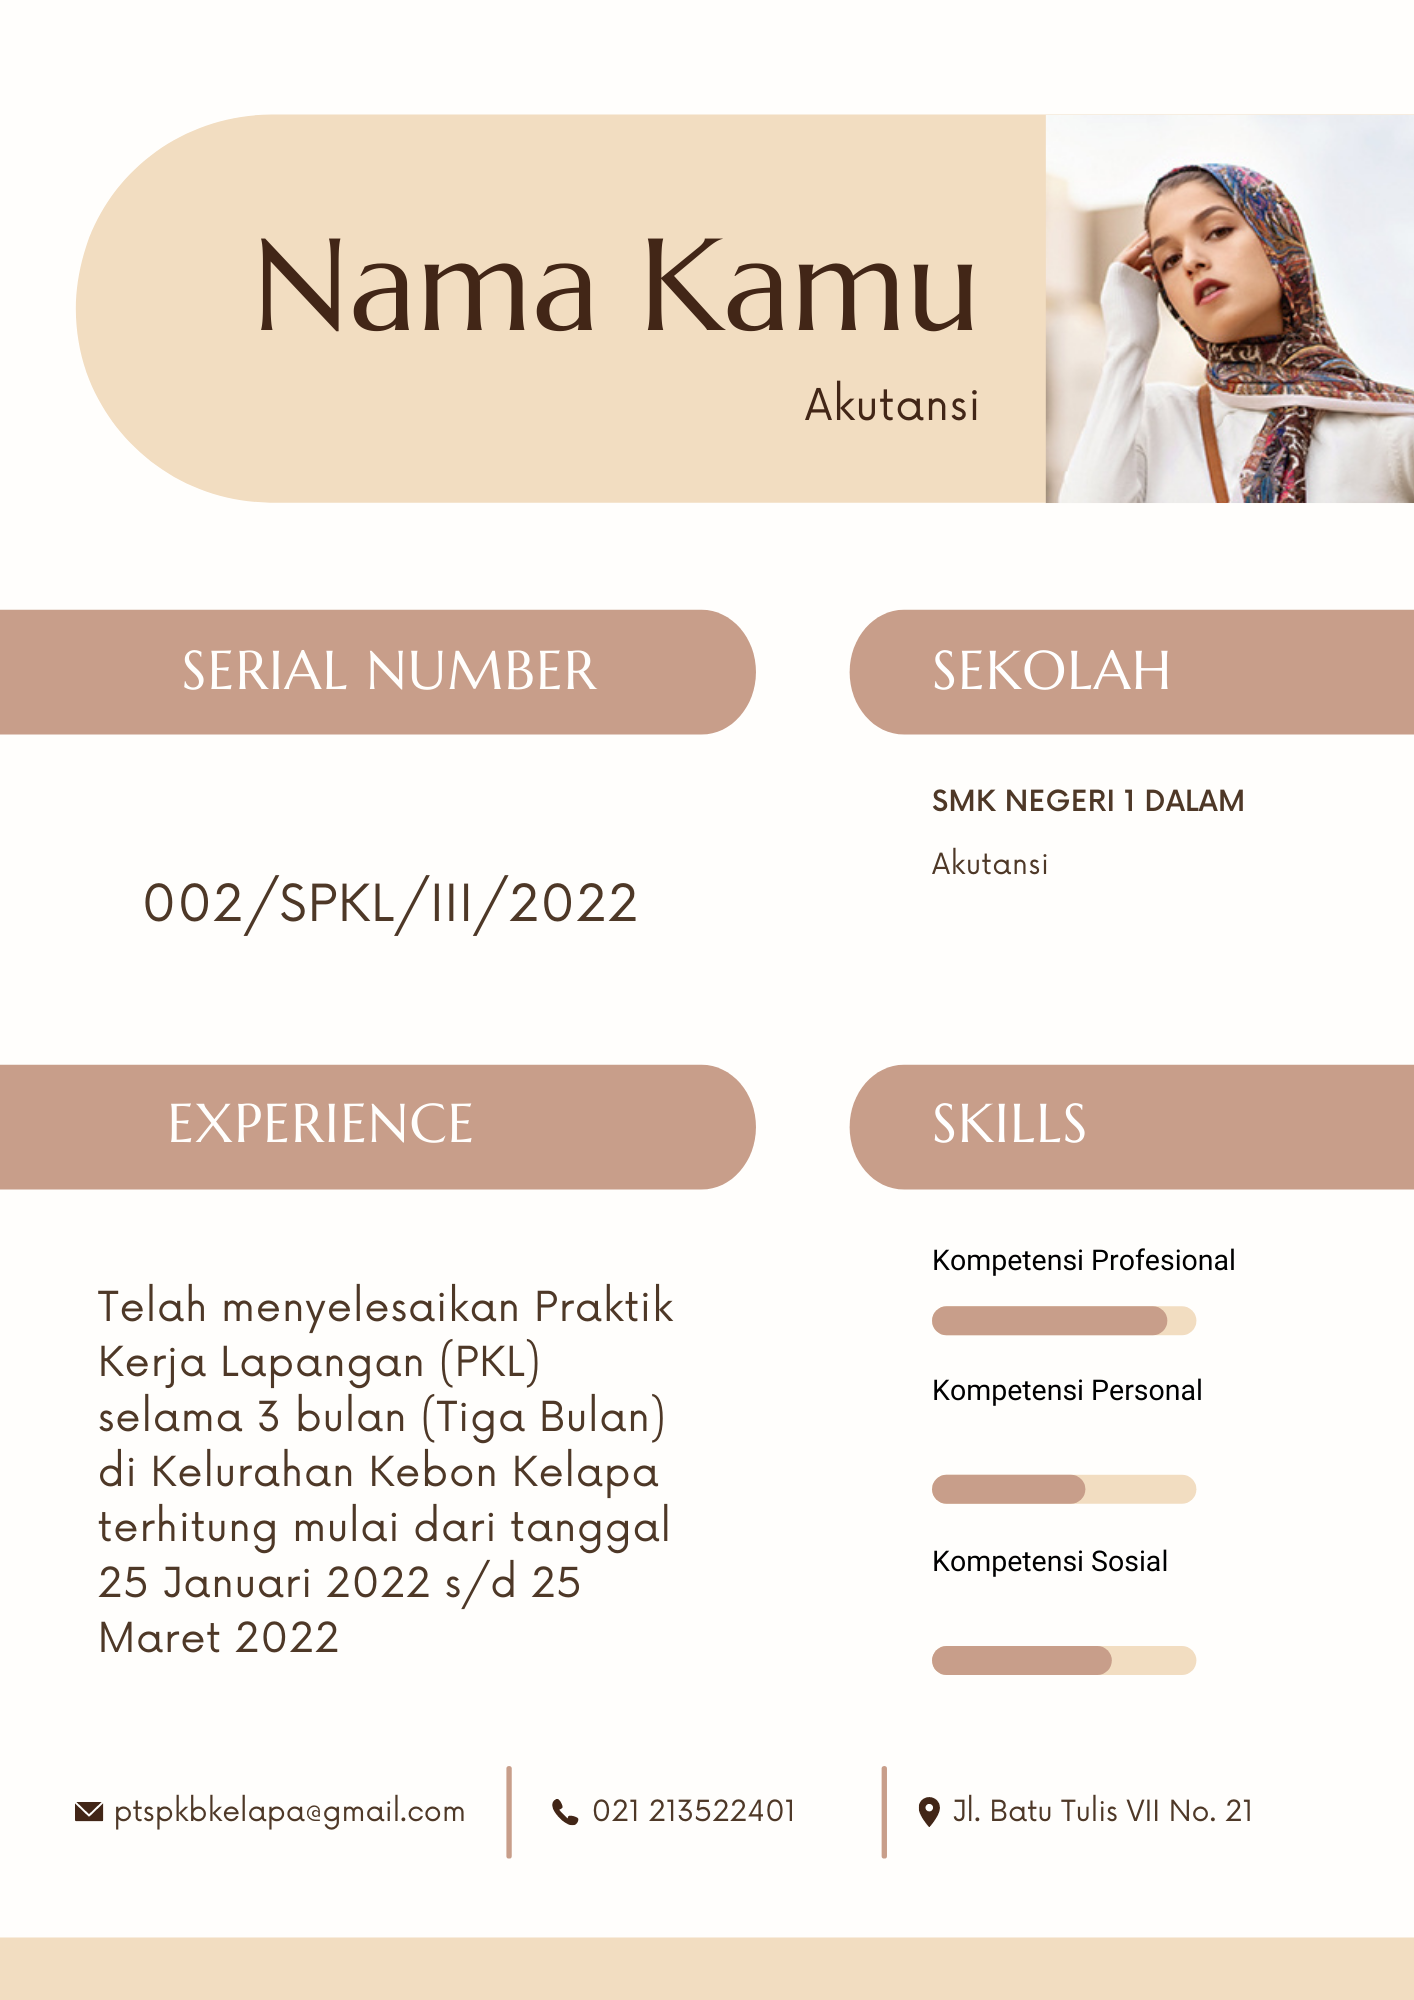 Nama Kamu
Akutansi
SERIAL NUMBER
002/SPKL/III/2022
SEKOLAH
SMK NEGERI 1 DALAM
Akutansi
EXPERIENCE
Telah menyelesaikan Praktik
Kerja Lapangan (PKL)
selama 3 bulan (Tiga Bulan)
di Kelurahan Kebon Kelapa
terhitung mulai dari tanggal
25 Januari 2022 s/d 25
Maret 2022
SKILLS
Kompetensi Profesional
Kompetensi Personal
Kompetensi Sosial
ptspkbkelapa@gmail.com
021 213522401
Jl. Batu Tulis VII No. 21